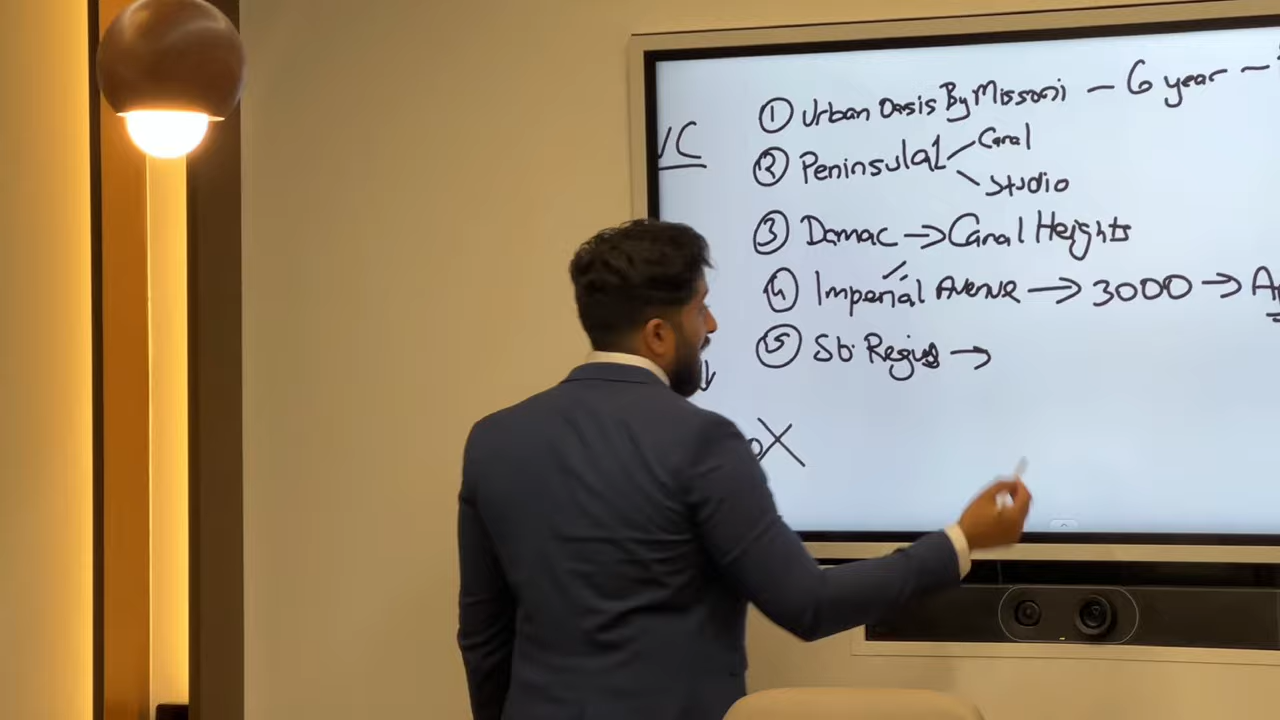 ① Urban Oasis By Missoni - 6 year -
VC
② Peninsula1 Canal
Studio
③ Damac → Canal Heights
④ Imperial Avenue → 3000 →
⑤ St. Regis →